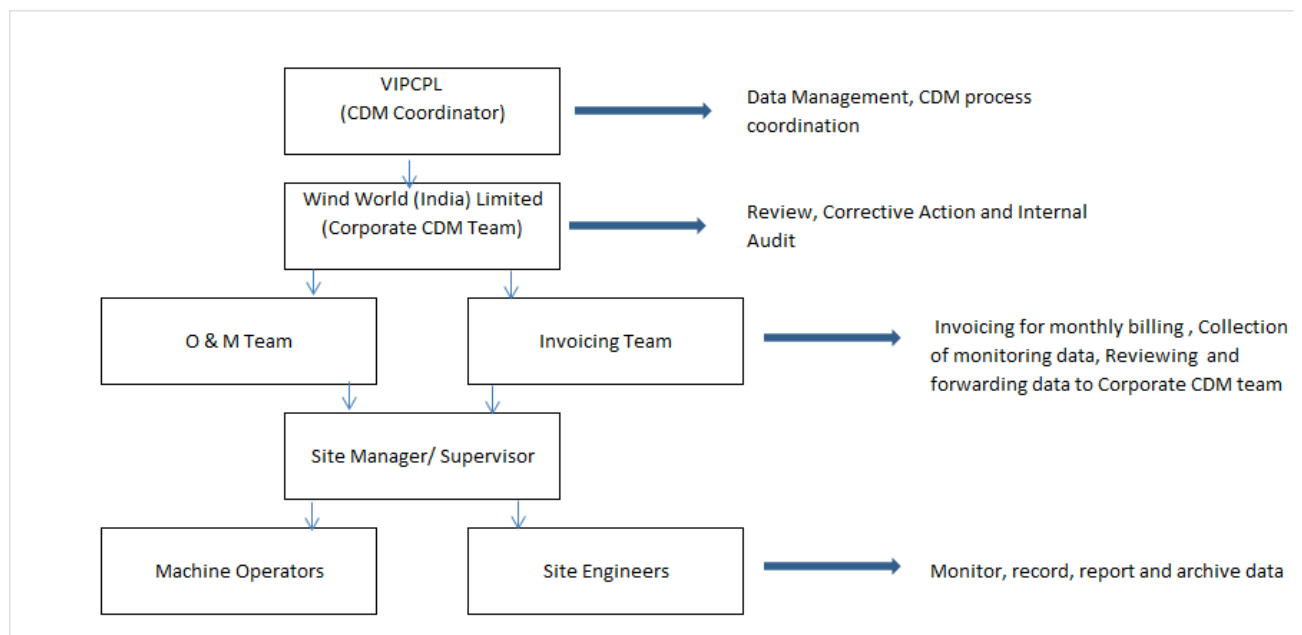 VIPCPL
(CDM Coordinator)
Data Management, CDM process
coordination
Wind World (India) Limited
(Corporate CDM Team)
Review, Corrective Action and Internal
Audit
O & M Team
Invoicing Team
Invoicing for monthly billing , Collection
of monitoring data, Reviewing and
forwarding data to Corporate CDM team
Site Manager/ Supervisor
Machine Operators
Site Engineers
Monitor, record, report and archive data